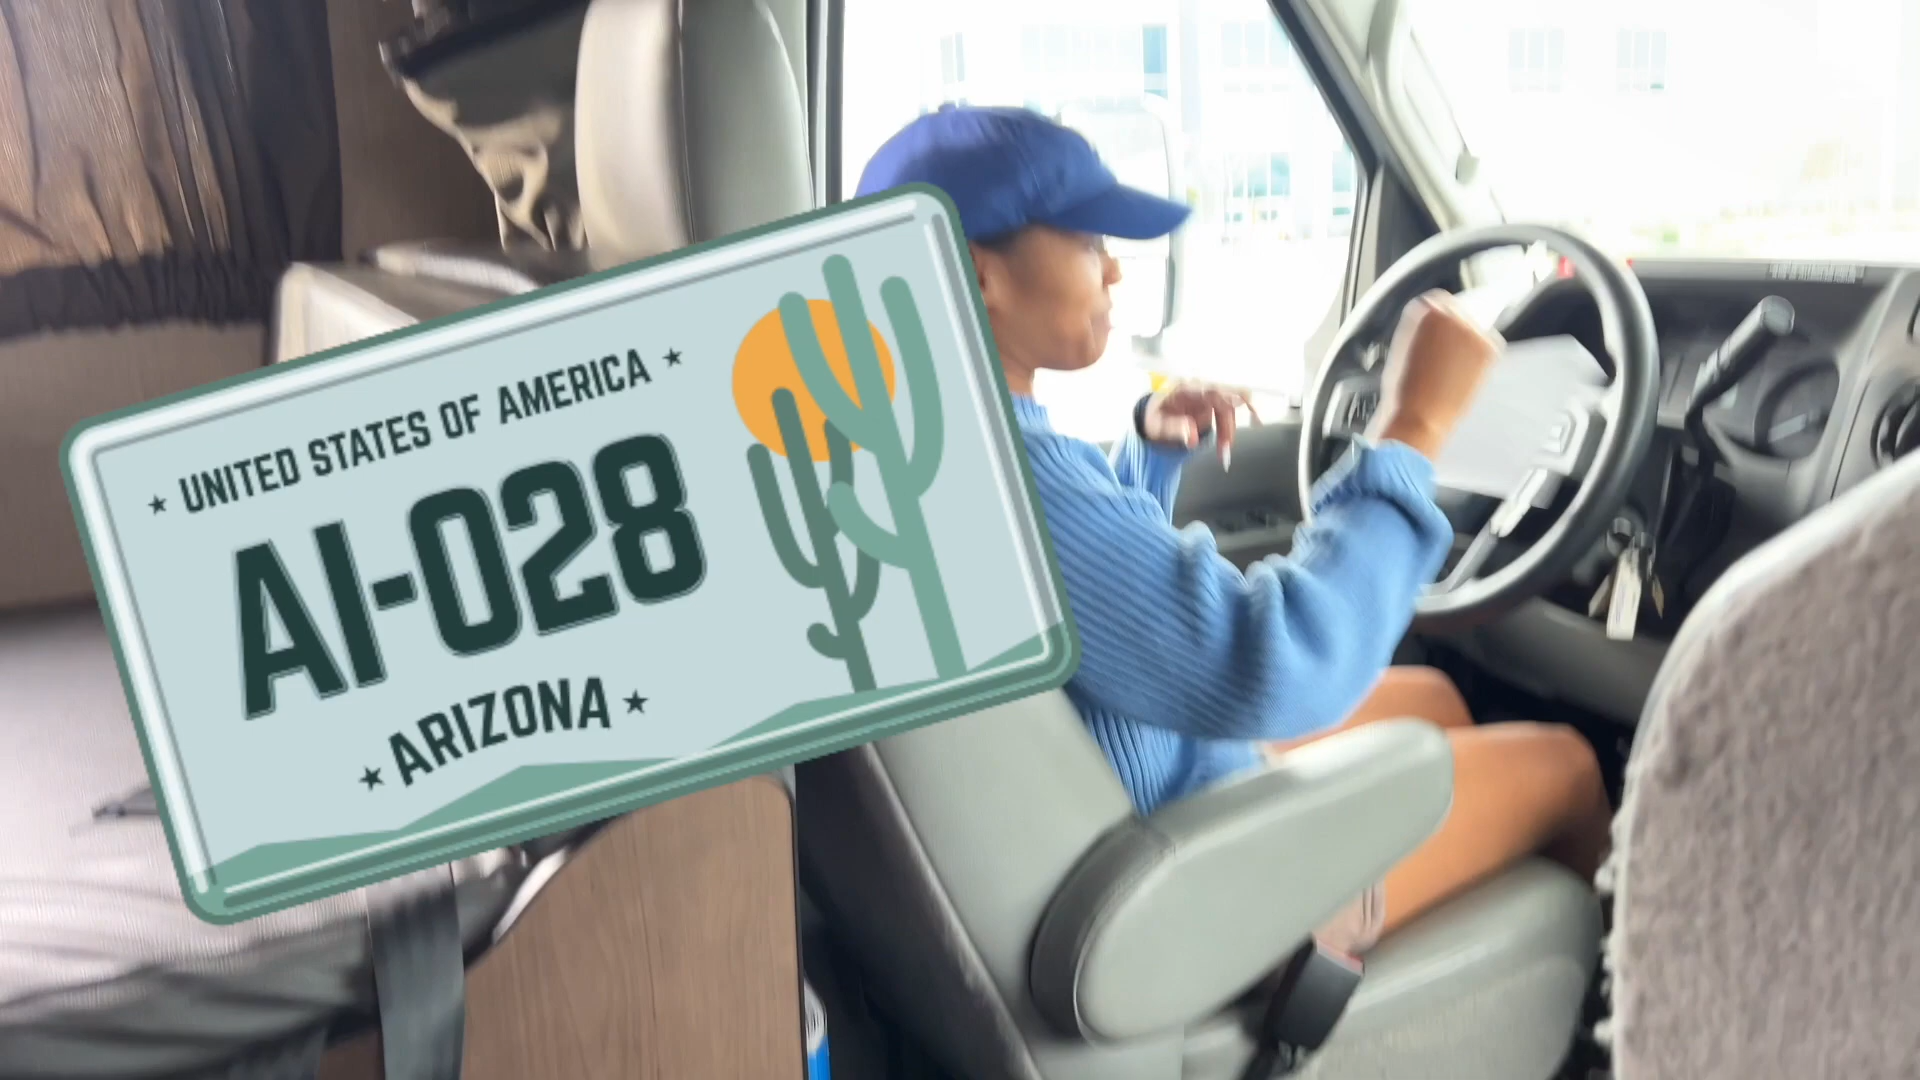 ★ UNITED STATES OF AMERICA ★
AI-028
★ ARIZONA ★